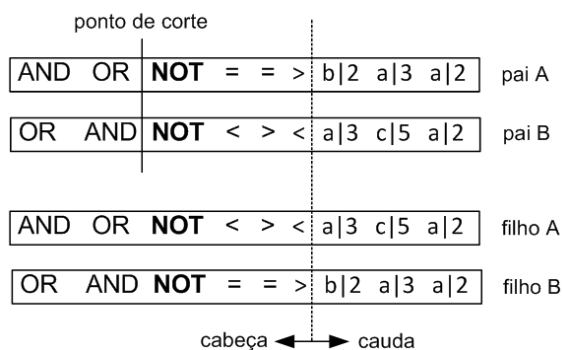 ponto de corte
AND OR NOT = = > b|2 a|3 a|2 pai A
OR AND NOT < > < a|3 c|5 a|2 pai B
AND OR NOT < > < a|3 c|5 a|2 filho A
OR AND NOT = = > b|2 a|3 a|2 filho B
cabeça cauda